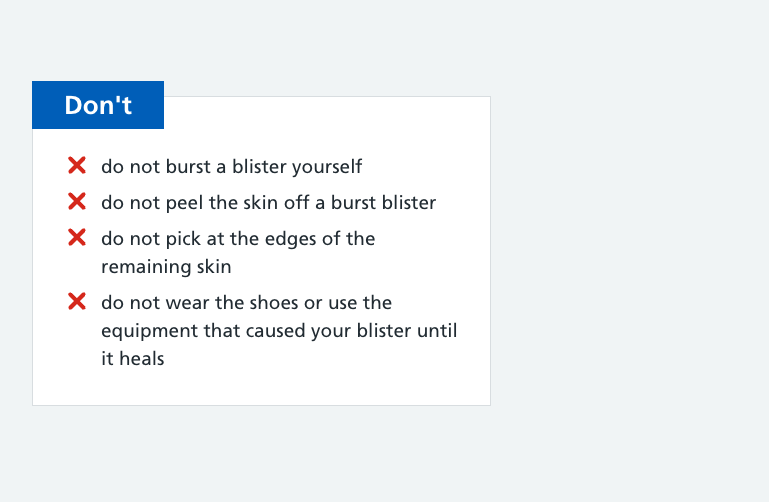 Don't
do not burst a blister yourself
do not peel the skin off a burst blister
do not pick at the edges of the
remaining skin
do not wear the shoes or use the
equipment that caused your blister until
it heals